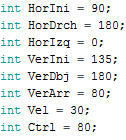 int HorIni = 90;
int HorDrch = 180;
int HorIzq = 0;
int VerIni = 135;
int VerDbj = 180;
int VerArr = 80;
int Vel = 30;
int Ctrl = 80;